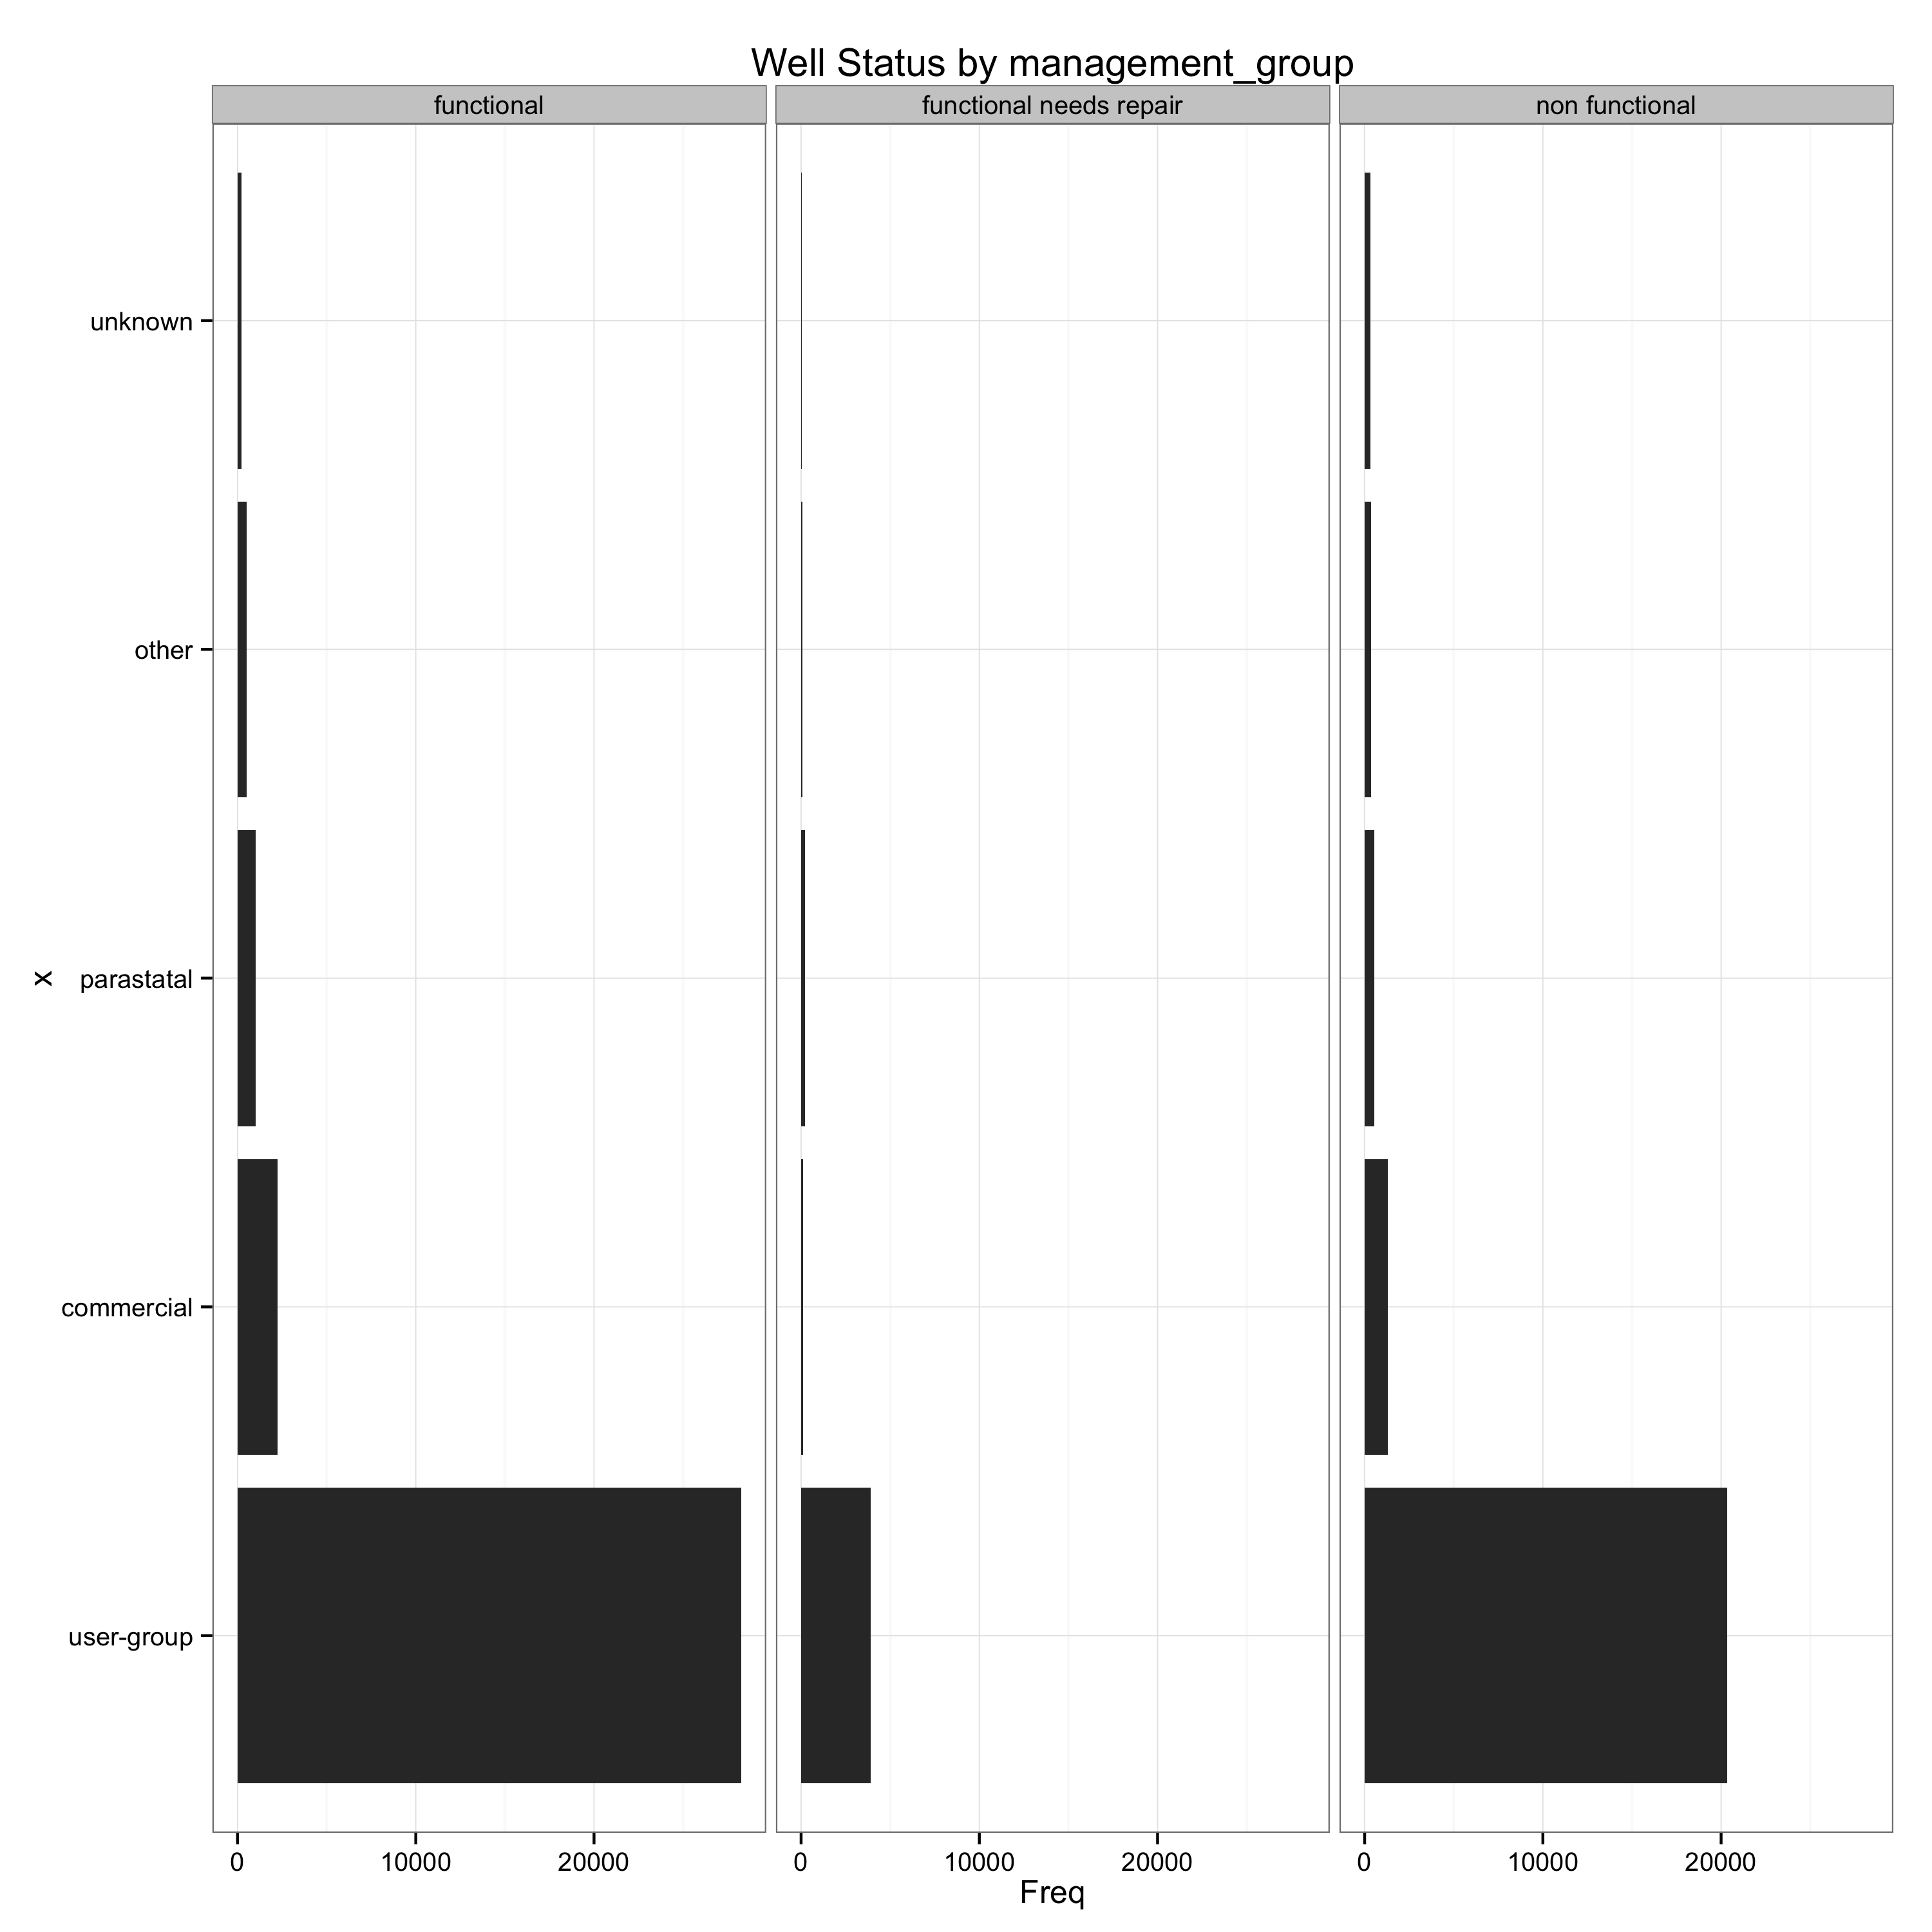 Well Status by management_group
functional
functional needs repair
non functional
unknown
other
parastatal
commercial
user-group
x
0 10000 20000
0 10000 20000
0 10000 20000
Freq